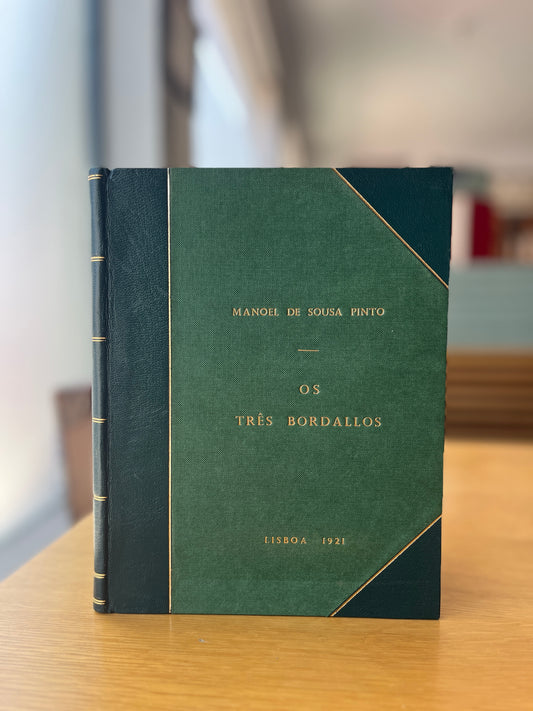 MANOEL DE SOUSA PINTO
OS
TRÊS BORDALLOS
LISBOA 1921